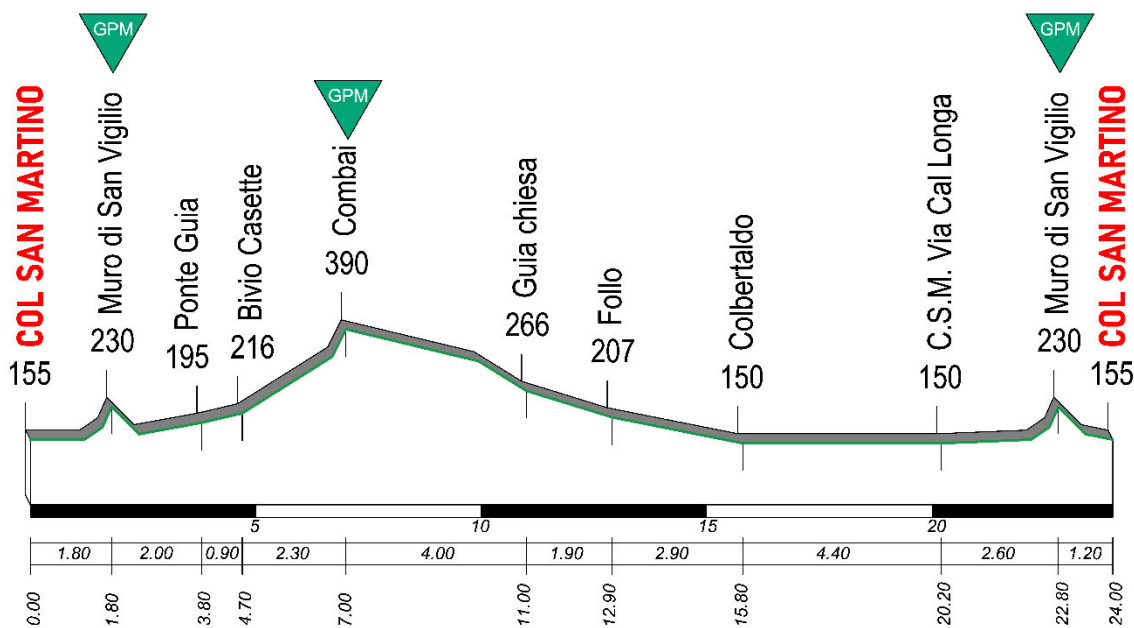 GPM
GPM
GPM
COL SAN MARTINO
155
Muro di San Vigilio
230
Ponte Guia
195
Bivio Casette
216
Combai
390
Guia chiesa
266
Follo
207
Colbertaldo
150
C.S.M. Via Cal Longa
150
Muro di San Vigilio
230
COL SAN MARTINO
155
5 10 15 20
1.80 2.00 0.90 2.30 4.00 1.90 2.90 4.40 2.60 1.20
0.00 1.80 3.80 4.70 7.00 11.00 12.90 15.80 20.20 22.80 24.00